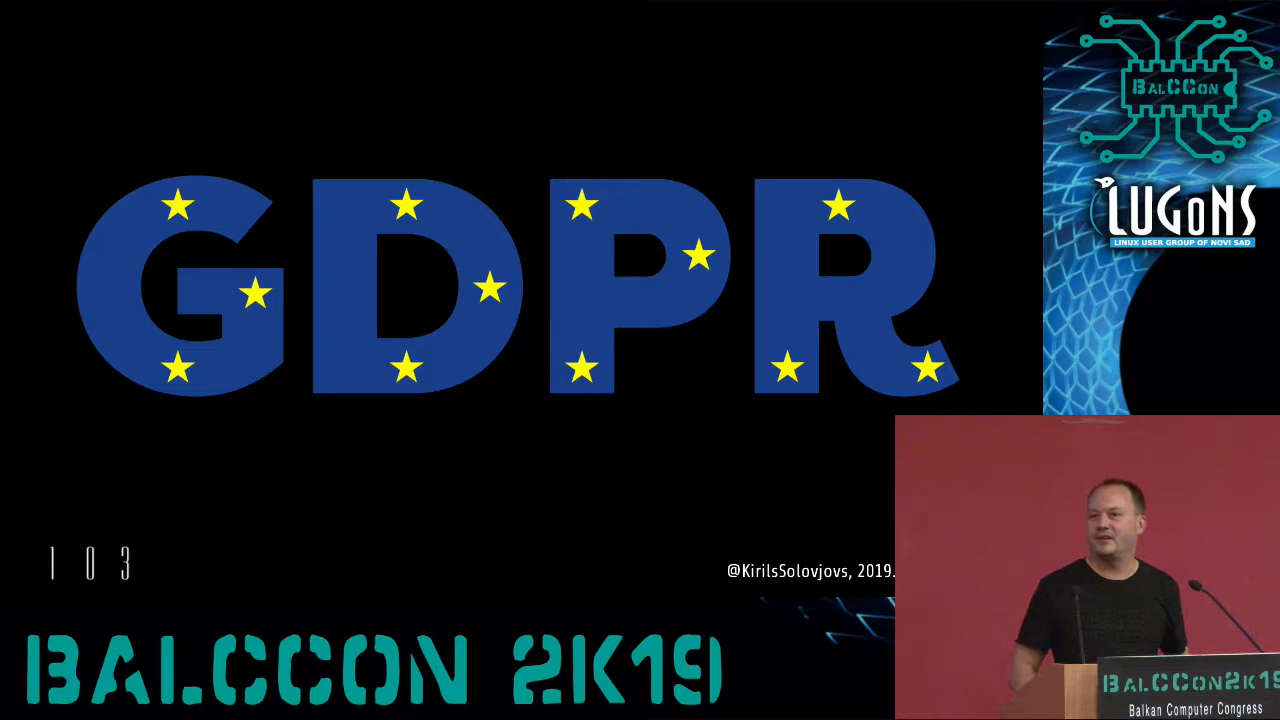 GDPR
103
@KirilsSolovjovs, 2019.
BALCCON 2K19
BALCCON
LUGoNS
LINUX USER GROUP OF NOVI SAD
BALCCON2K19
Balkan Computer Congress